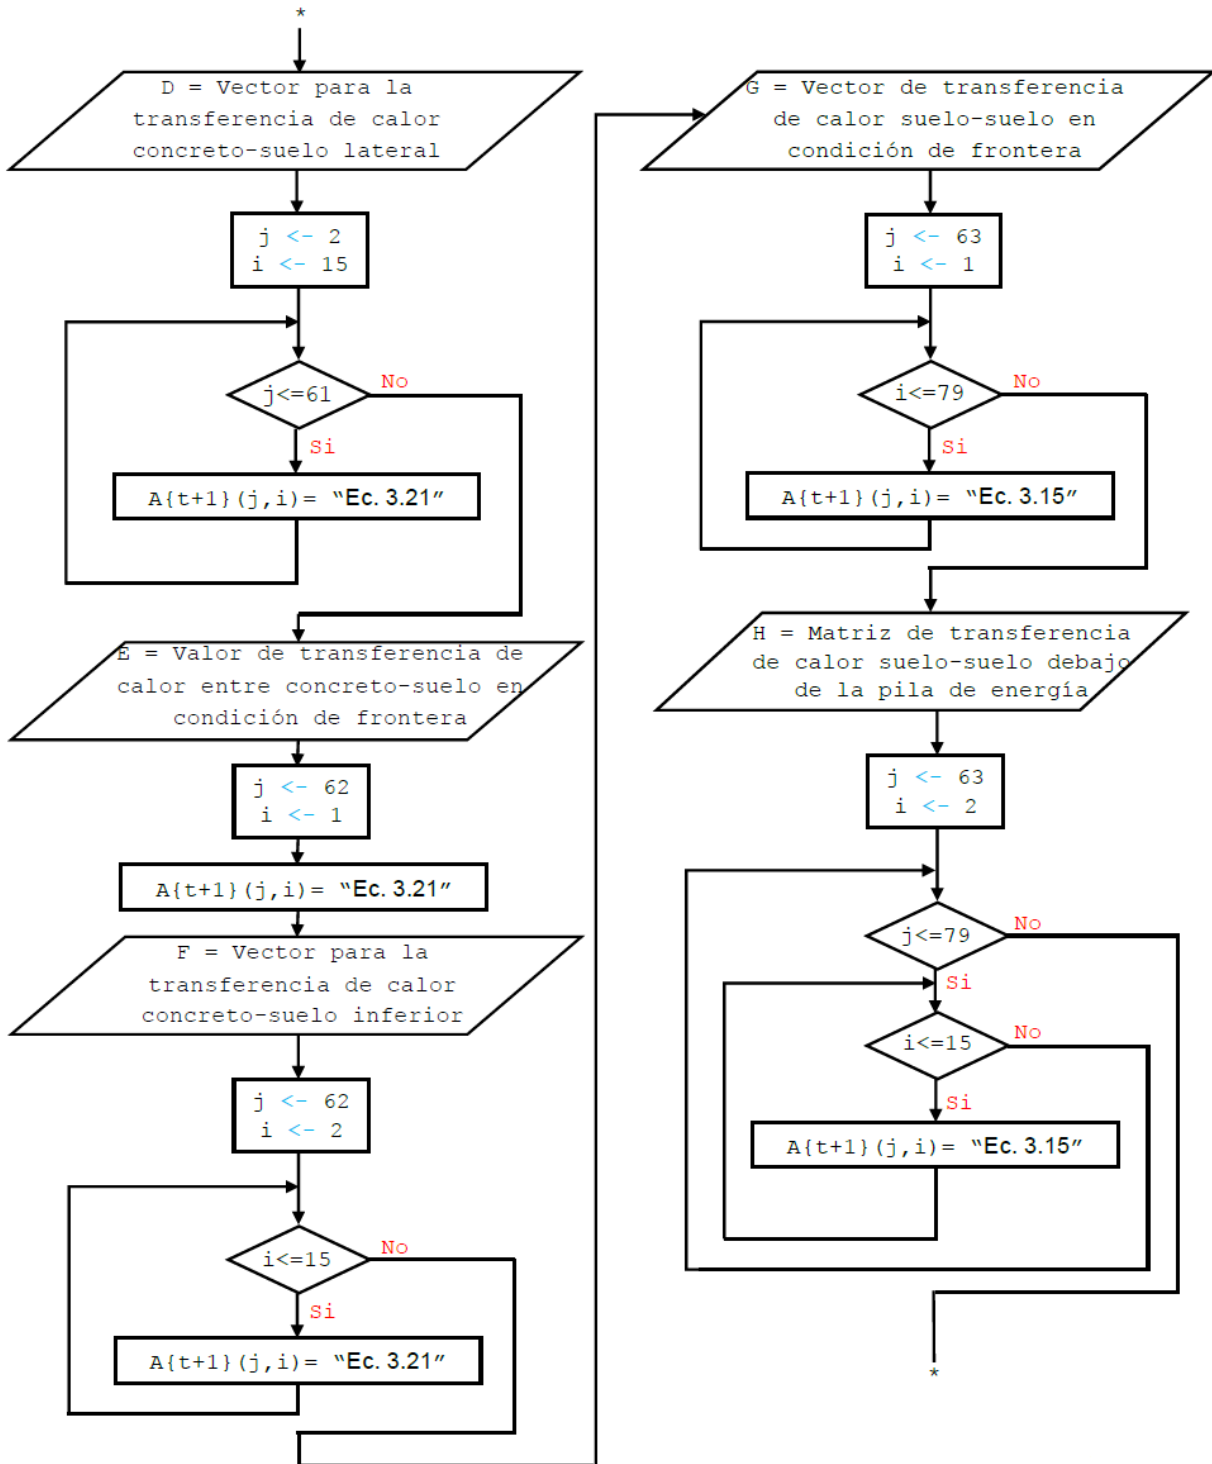 *
D = Vector para la
transferencia de calor
concreto-suelo lateral
j <- 2
i <- 15
j<=61
No
Si
A{t+1}(j,i)= “Ec. 3.21”
E = Valor de transferencia de
calor entre concreto-suelo en
condición de frontera
j <- 62
i <- 1
A{t+1}(j,i)= “Ec. 3.21”
F = Vector para la
transferencia de calor
concreto-suelo inferior
j <- 62
i <- 2
i<=15
No
Si
A{t+1}(j,i)= “Ec. 3.21”
G = Vector de transferencia
de calor suelo-suelo en
condición de frontera
j <- 63
i <- 1
i<=79
No
Si
A{t+1}(j,i)= “Ec. 3.15”
H = Matriz de transferencia
de calor suelo-suelo debajo
de la pila de energía
j <- 63
i <- 2
j<=79
No
Si
i<=15
No
Si
A{t+1}(j,i)= “Ec. 3.15”
*